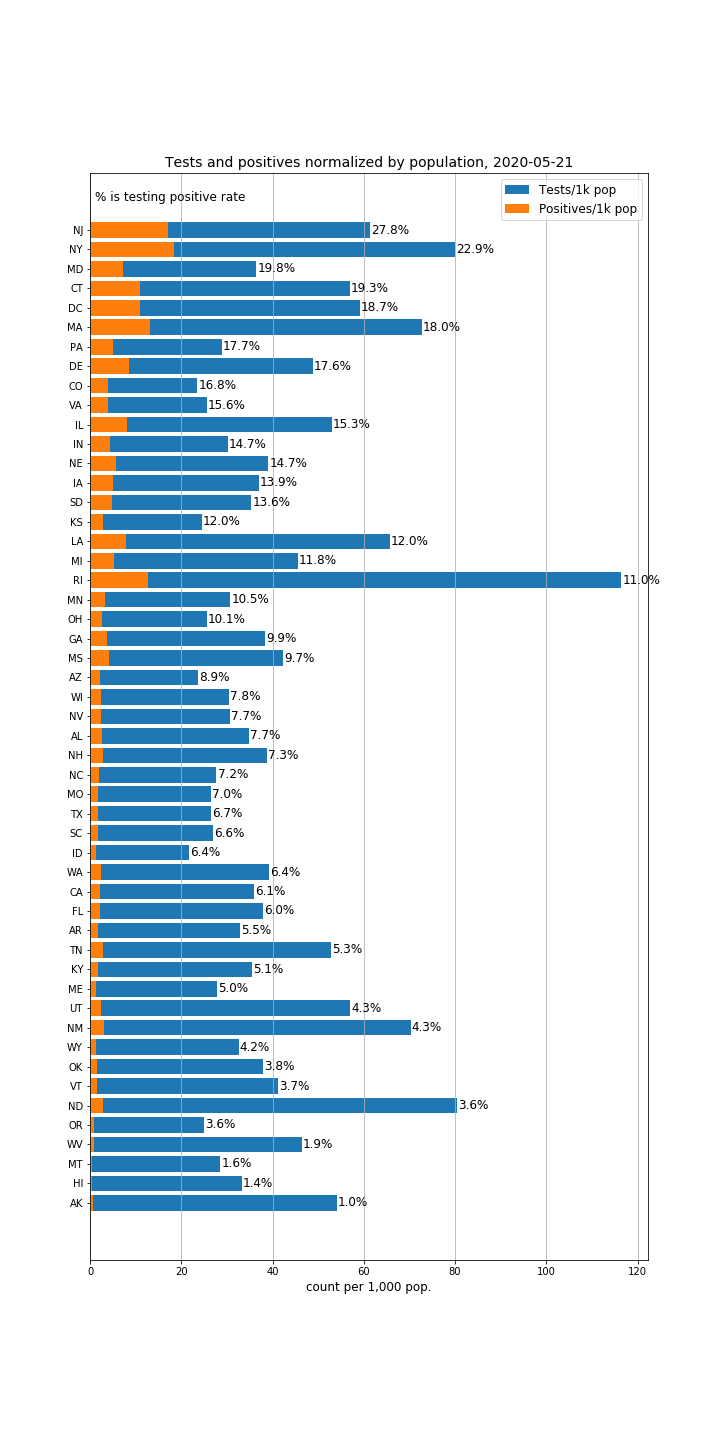 Tests and positives normalized by population, 2020-05-21
% is testing positive rate
Tests/1k pop
Positives/1k pop
NJ 27.8%
NY 22.9%
MD 19.8%
CT 19.3%
DC 18.7%
MA 18.0%
PA 17.7%
DE 17.6%
CO 16.8%
VA 15.6%
IL 15.3%
IN 14.7%
NE 14.7%
IA 13.9%
SD 13.6%
KS 12.0%
LA 12.0%
MI 11.8%
RI 11.0%
MN 10.5%
OH 10.1%
GA 9.9%
MS 9.7%
AZ 8.9%
WI 7.8%
NV 7.7%
AL 7.7%
NH 7.3%
NC 7.2%
MO 7.0%
TX 6.7%
SC 6.6%
ID 6.4%
WA 6.4%
CA 6.1%
FL 6.0%
AR 5.5%
TN 5.3%
KY 5.1%
ME 5.0%
UT 4.3%
NM 4.3%
WY 4.2%
OK 3.8%
VT 3.7%
ND 3.6%
OR 3.6%
WV 1.9%
MT 1.6%
HI 1.4%
AK 1.0%
0 20 40 60 80 100 120
count per 1,000 pop.